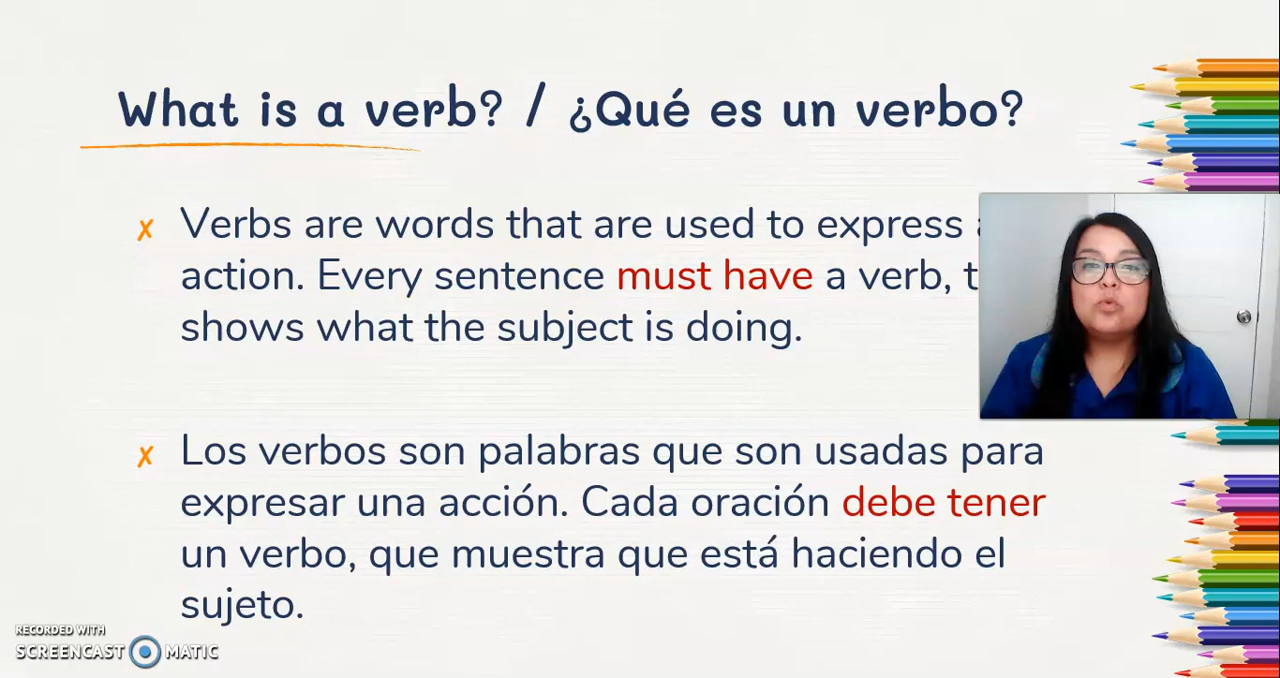 What is a verb? / ¿Qué es un verbo?
x Verbs are words that are used to express
action. Every sentence must have a verb,
shows what the subject is doing.
x Los verbos son palabras que son usadas para
expresar una acción. Cada oración debe tener
un verbo, que muestra que está haciendo el
sujeto.
RECORDED WITH
SCREENCAST MATIC